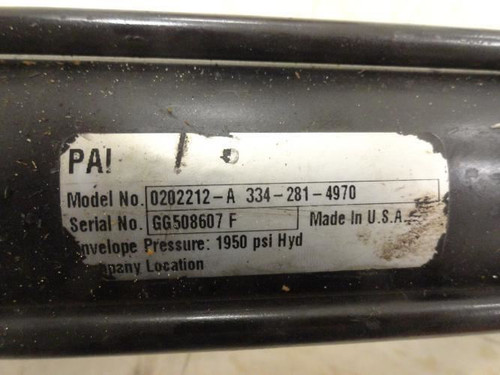 PA
Model No. 0202212-A 334-281-4970
Serial No. GG508607 F Made In U.S.A.
nvelope Pressure: 1950 psi Hyd
mpany Location